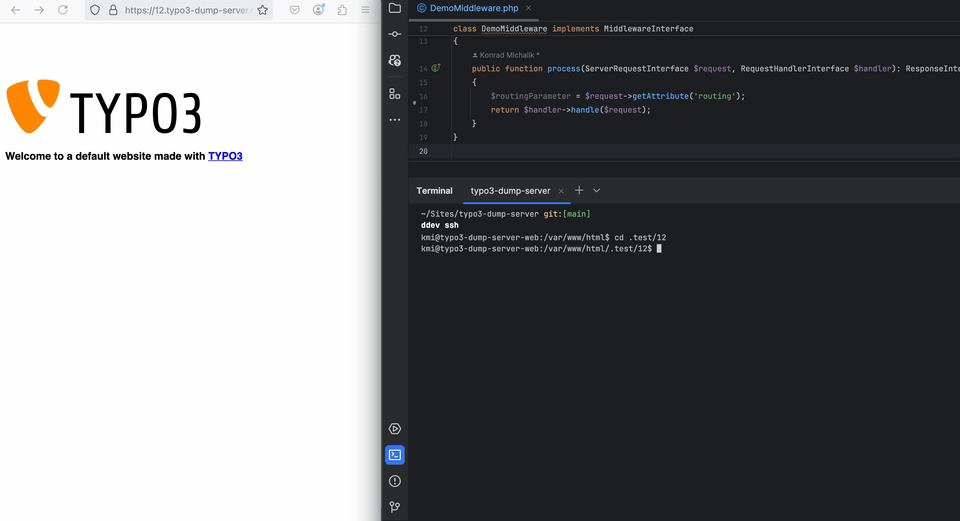 https://12.typo3-dump-server.
TYPO3
Welcome to a default website made with TYPO3
DemoMiddleware.php
12 class DemoMiddleware implements MiddlewareInterface
13 {
Konrad Michalik *
14 public function process(ServerRequestInterface $request, RequestHandlerInterface $handler): ResponseInte
15 {
16 $routingParameter = $request->getAttribute('routing');
17 return $handler->handle($request);
18 }
19 }
20
Terminal typo3-dump-server
~/Sites/typo3-dump-server git:[main]
ddev ssh
kmi@typo3-dump-server-web:/var/www/html$ cd .test/12
kmi@typo3-dump-server-web:/var/www/html/.test/12$